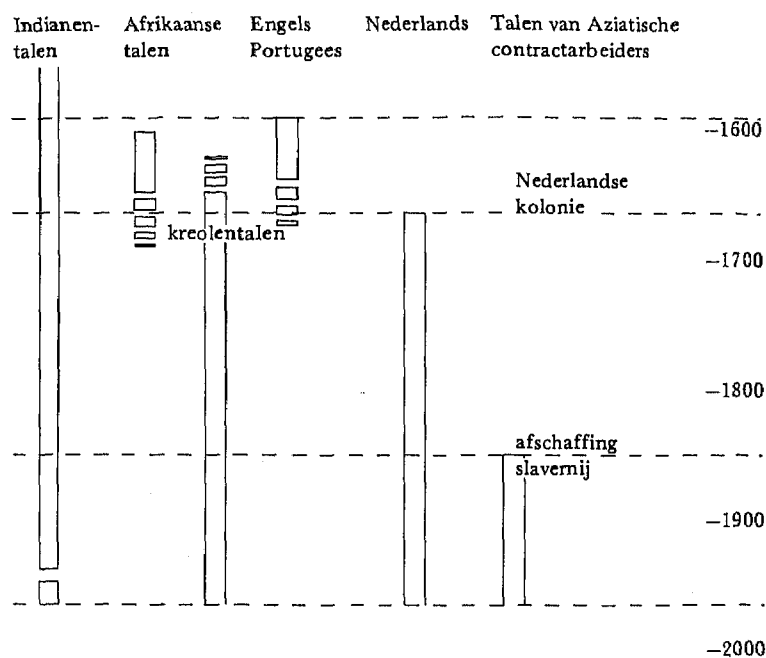 Indianen-
talen
Afrikaanse
talen
Engels
Portugees
Nederlands
Talen van Aziatische
contractarbeiders
—1600
Nederlandse
kolonie
kreolentalen
—1700
—1800
afschaffing
slavernij
—1900
—2000